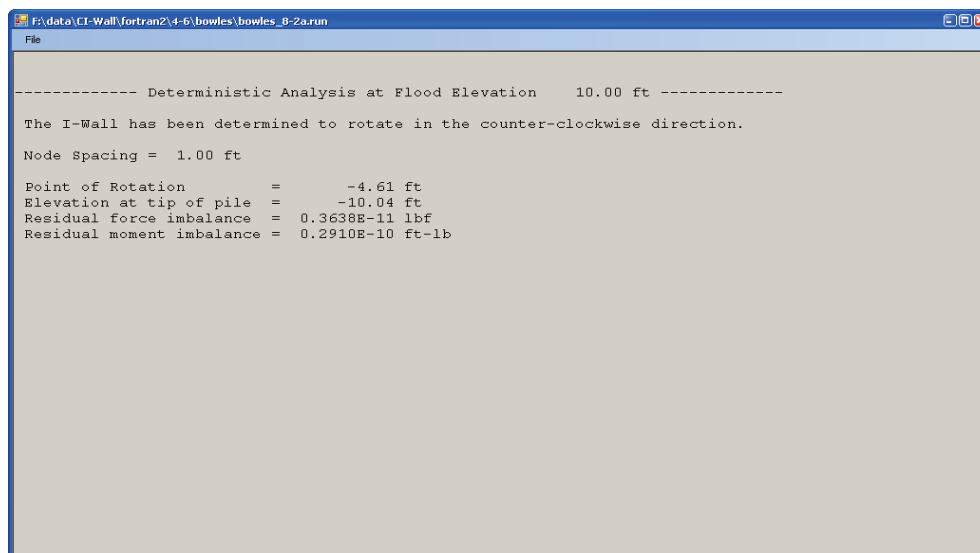 F:\data\CI-Wall\fortran2\4-6\bowles\bowles_8-2a.run
File
------------- Deterministic Analysis at Flood Elevation    10.00 ft -------------
The I-Wall has been determined to rotate in the counter-clockwise direction.
Node Spacing =  1.00 ft
Point of Rotation         =       -4.61 ft
Elevation at tip of pile  =      -10.04 ft
Residual force imbalance  =  0.3638E-11 lbf
Residual moment imbalance =  0.2910E-10 ft-lb